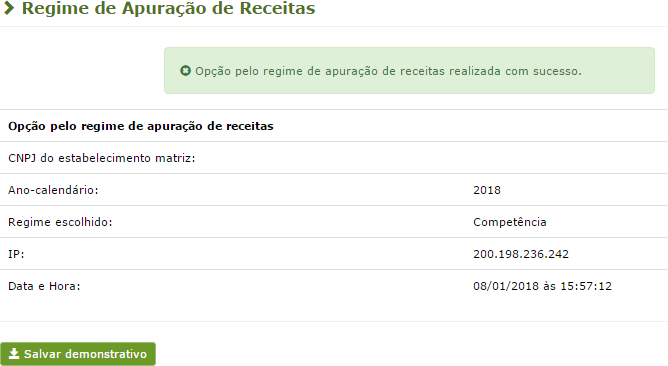 Regime de Apuração de Receitas
Opção pelo regime de apuração de receitas realizada com sucesso.
Opção pelo regime de apuração de receitas
CNPJ do estabelecimento matriz:
Ano-calendário: 2018
Regime escolhido: Competência
IP: 200.198.236.242
Data e Hora: 08/01/2018 às 15:57:12
Salvar demonstrativo